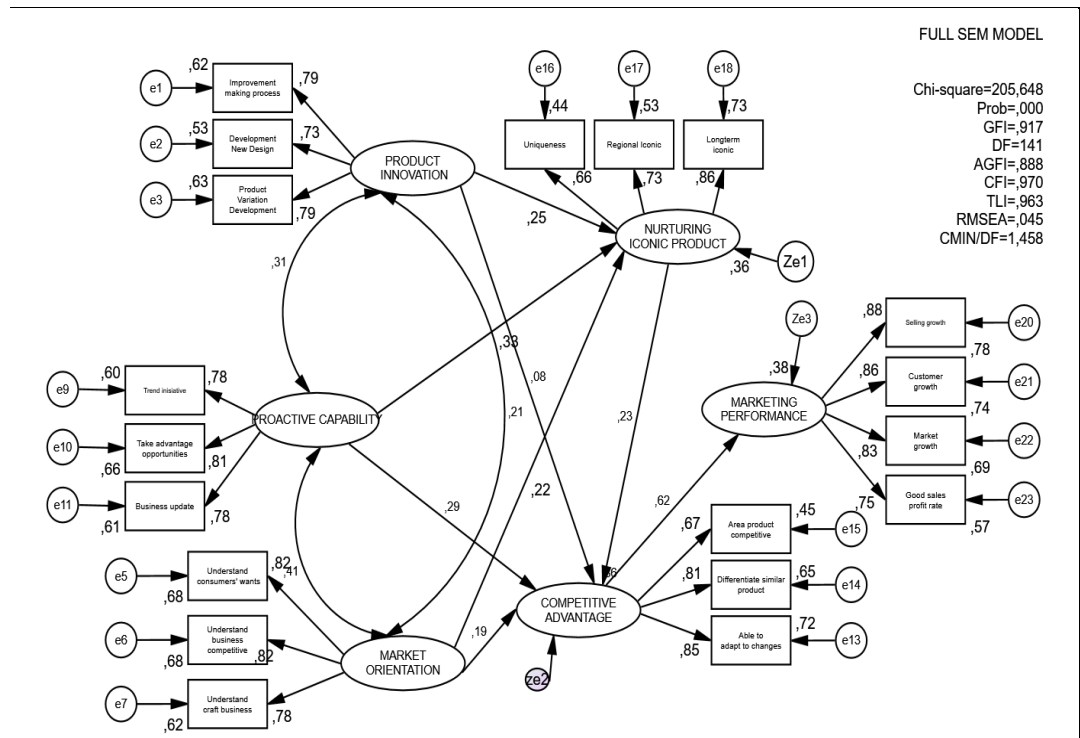 FULL SEM MODEL
Chi-square=205,648
Prob=,000
GFI=,917
DF=141
AGFI=,888
CFI=,970
TLI=,963
RMSEA=,045
CMIN/DF=1,458
e1
,62
Improvement
making process
,79
e2
,53
Development
New Design
,73
e3
,63
Product
Variation
Development
,79
PRODUCT
INNOVATION
e16
e17
e18
,44
,53
,73
Uniqueness
Regional Iconic
Longterm
iconic
,66
,73
,86
NURTURING
ICONIC PRODUCT
,36
Ze1
,25
,31
,33
,08
,21
,22
,23
,29
,62
,19
,41
e9
,60
Trend inisiative
,78
e10
,66
Take advantage
opportunities
,81
e11
,61
Business update
,78
PROACTIVE CAPABILITY
e5
,68
Understand
consumers' wants
,82
e6
,68
Understand
business
competitive
,82
e7
,62
Understand
craft business
,78
MARKET
ORIENTATION
Ze3
,38
MARKETING
PERFORMANCE
,88
Selling growth
e20
,78
,86
Customer
growth
e21
,74
,83
Market
growth
e22
,69
,75
Good sales
profit rate
e23
,57
COMPETITIVE
ADVANTAGE
ze2
,67
Area product
competitive
,45
e15
,81
Differentiate similar
product
,65
e14
,85
Able to
adapt to changes
,72
e13